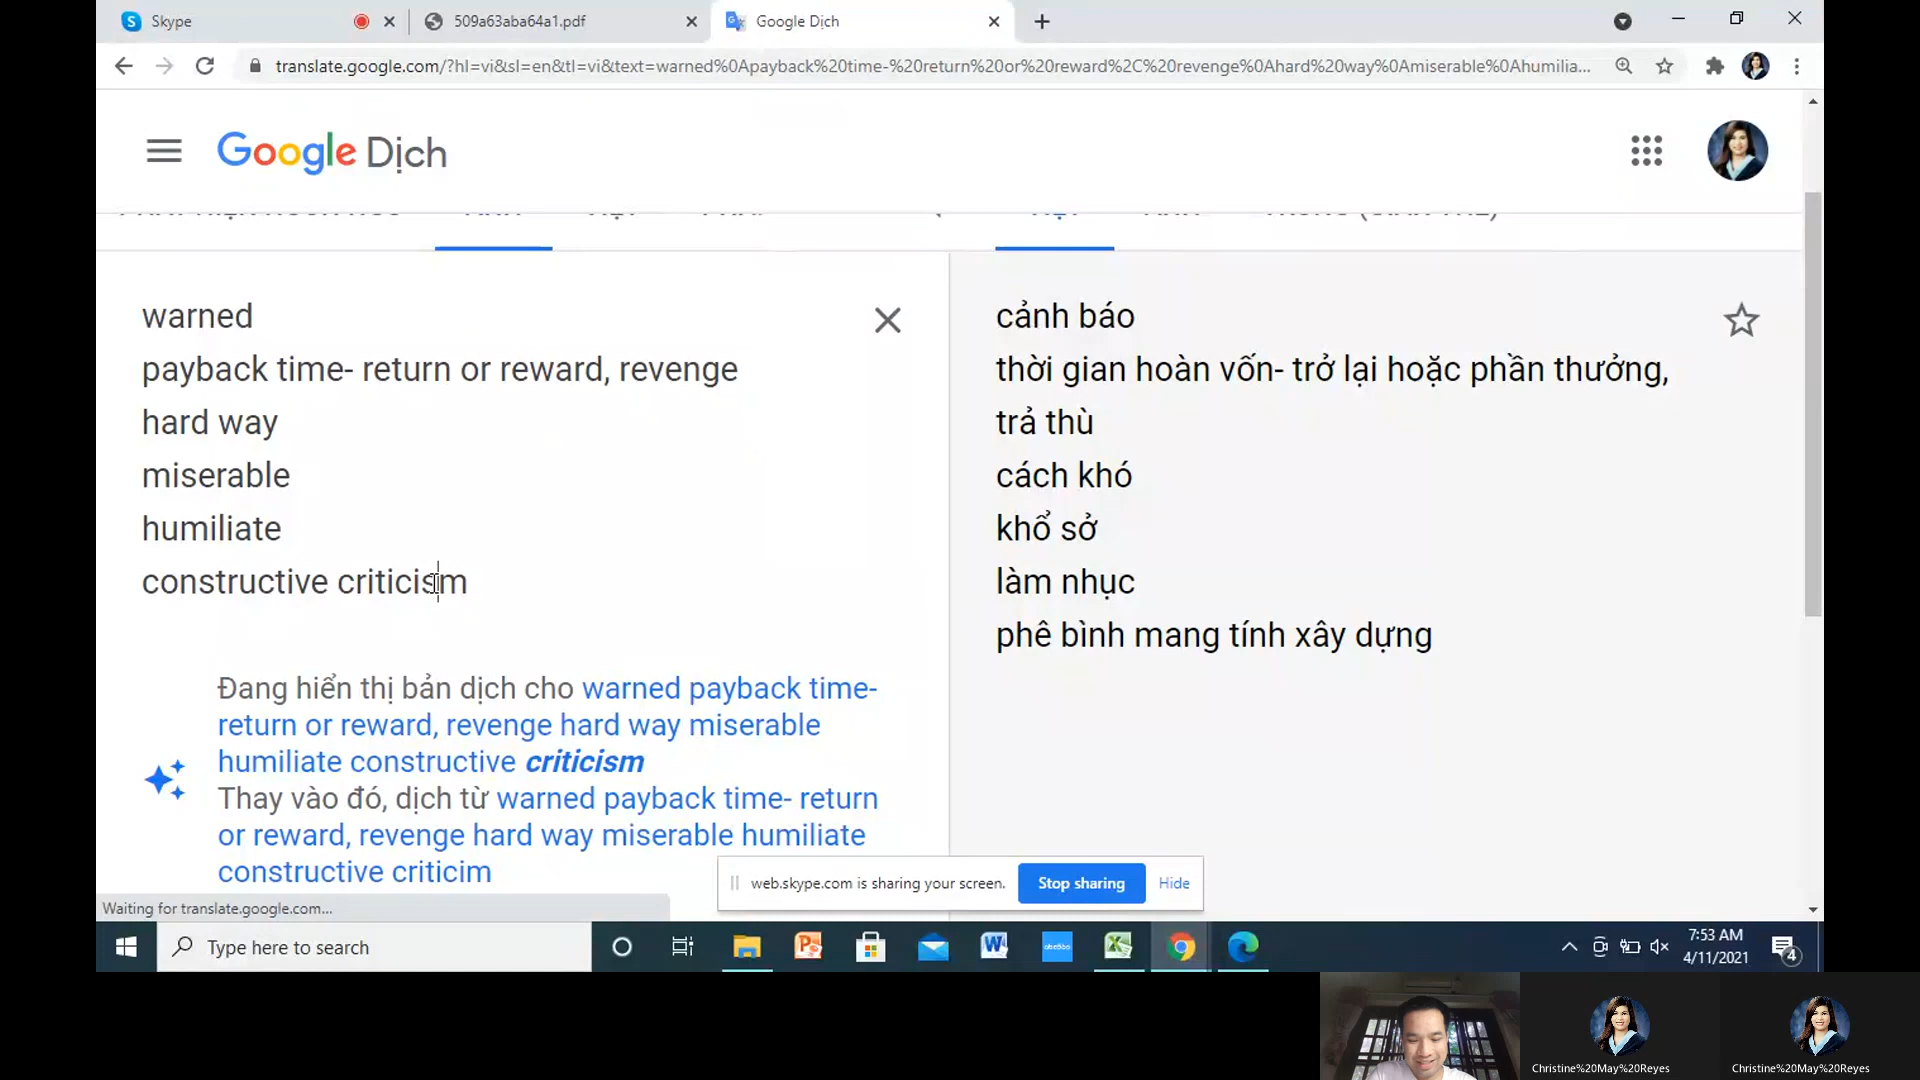 Skype
509a63aba64a1.pdf
Google Dịch
translate.google.com/?hl=vi&sl=en&tl=vi&text=warned%0Apayback%20time-%20return%20or%20reward%2C%20revenge%0Ahard%20way%0Amiserable%0Ahumilia...
Google Dịch
warned
payback time- return or reward, revenge
hard way
miserable
humiliate
constructive criticism
cảnh báo
thời gian hoàn vốn- trở lại hoặc phần thưởng,
trả thù
cách khó
khổ sở
làm nhục
phê bình mang tính xây dựng
Đang hiển thị bản dịch cho warned payback time-
return or reward, revenge hard way miserable
humiliate constructive criticism
Thay vào đó, dịch từ warned payback time- return
or reward, revenge hard way miserable humiliate
constructive criticim
web.skype.com is sharing your screen.
Stop sharing
Hide
Waiting for translate.google.com...
Type here to search
7:53 AM
4/11/2021
4
Christine%20May%20Reyes
Christine%20May%20Reyes